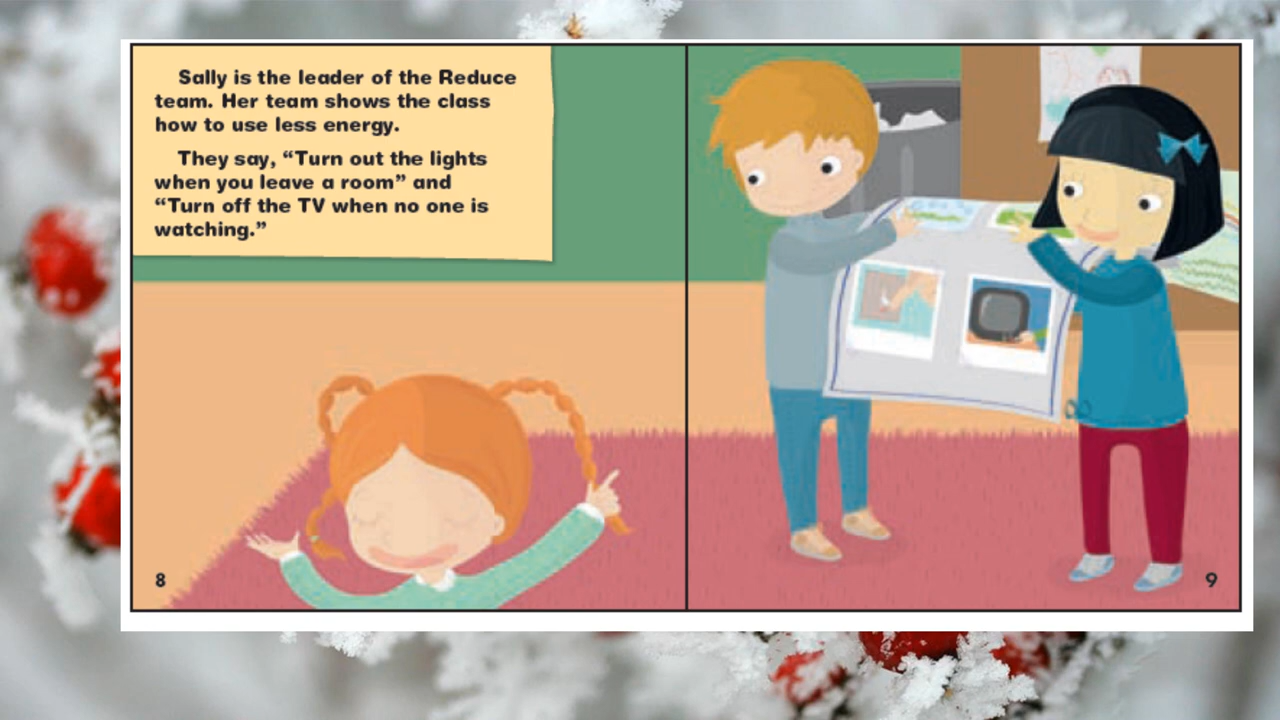 Sally is the leader of the Reduce
team. Her team shows the class
how to use less energy.
They say, “Turn out the lights
when you leave a room” and
“Turn off the TV when no one is
watching.”
8
9